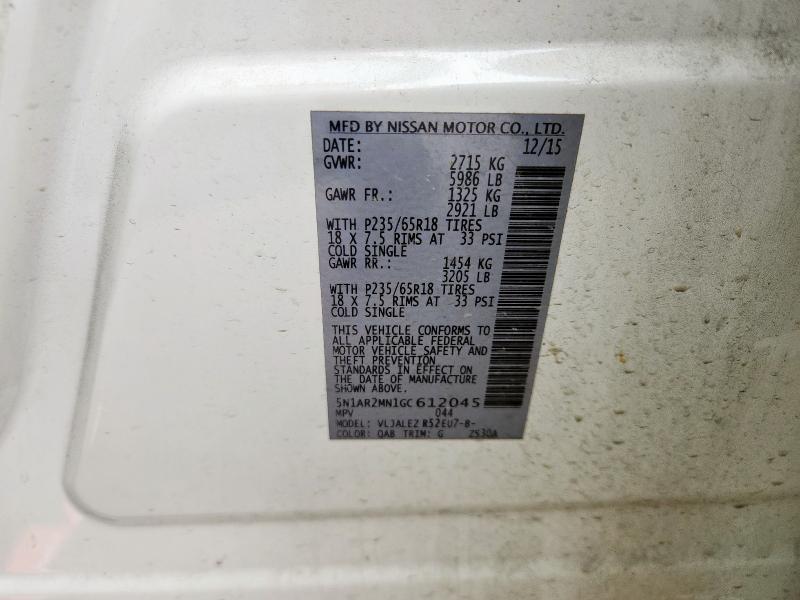 MFD BY NISSAN MOTOR CO., LTD.
DATE: 12/15
GVWR: 2715 KG
5986 LB
GAWR FR.: 1325 KG
2921 LB
WITH P235/65R18 TIRES
18 X 7.5 RIMS AT 33 PSI
COLD SINGLE
GAWR RR.: 1454 KG
3205 LB
WITH P235/65R18 TIRES
18 X 7.5 RIMS AT 33 PSI
COLD SINGLE
THIS VEHICLE CONFORMS TO
ALL APPLICABLE FEDERAL
MOTOR VEHICLE SAFETY AND
THEFT PREVENTION
STANDARDS IN EFFECT ON
THE DATE OF MANUFACTURE
SHOWN ABOVE.
5N1AR2MN1GC612045
MPV 044
MODEL: VLJALE2 R52EU7-B-
COLOR: QAB TRIM: G 2S30A